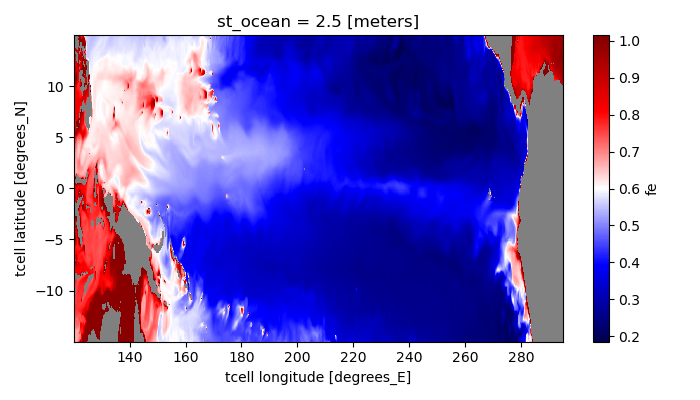 st_ocean = 2.5 [meters]
tcell latitude [degrees_N]
10
5
0
−5
−10
140 160 180 200 220 240 260 280
tcell longitude [degrees_E]
1.0
0.9
0.8
0.7
0.6
0.5
0.4
0.3
0.2
fe